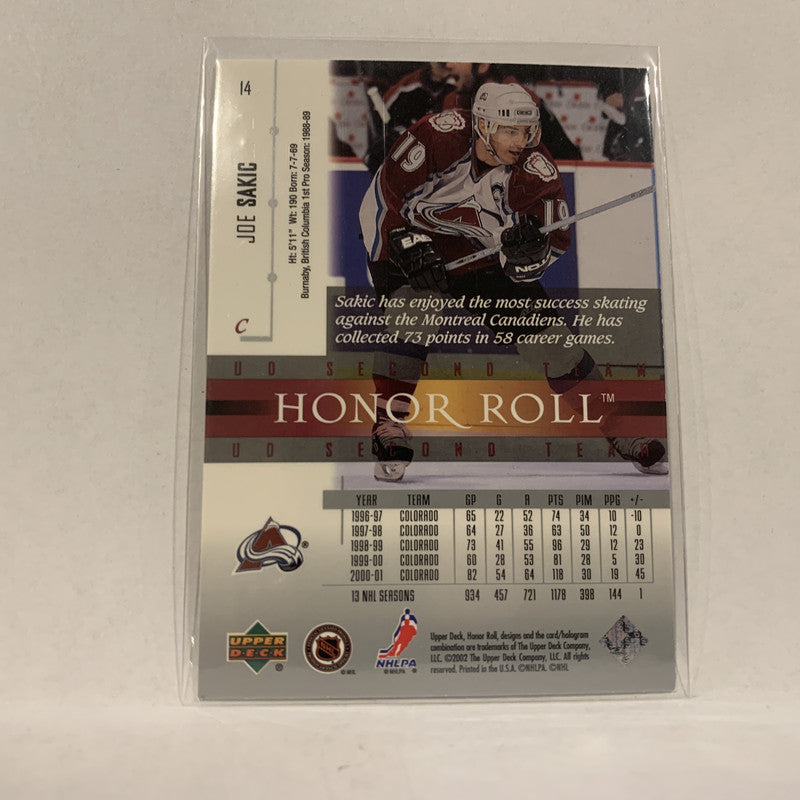 14
JOE SAKIC
C
Ht: 5'11" Wt: 190 Born: 7-7-69
Burnaby, British Columbia 1st Pro Season: 1988-89
19
19
EAS
NOT
Sakic has enjoyed the most success skating
against the Montreal Canadiens. He has
collected 73 points in 58 career games.
UD SECOND TEAM
HONOR ROLL™
UD SECOND TEAM
YEAR TEAM GP G A PTS PIM PPG +/-
1996-97 COLORADO 65 22 52 74 34 10 -10
1997-98 COLORADO 64 27 36 63 50 12 0
1998-99 COLORADO 73 41 55 96 29 12 23
1999-00 COLORADO 60 28 53 81 28 5 30
2000-01 COLORADO 82 54 64 118 30 19 45
13 NHL SEASONS 934 457 721 1178 398 144 1
UPPER
DECK
NHL
NHLPA
Upper Deck, Honor Roll, designs and the card/hologram
combination are trademarks of The Upper Deck Company,
LLC. ©2002 The Upper Deck Company, LLC. All rights
reserved. Printed in the U.S.A. ©NHLPA. ©NHL